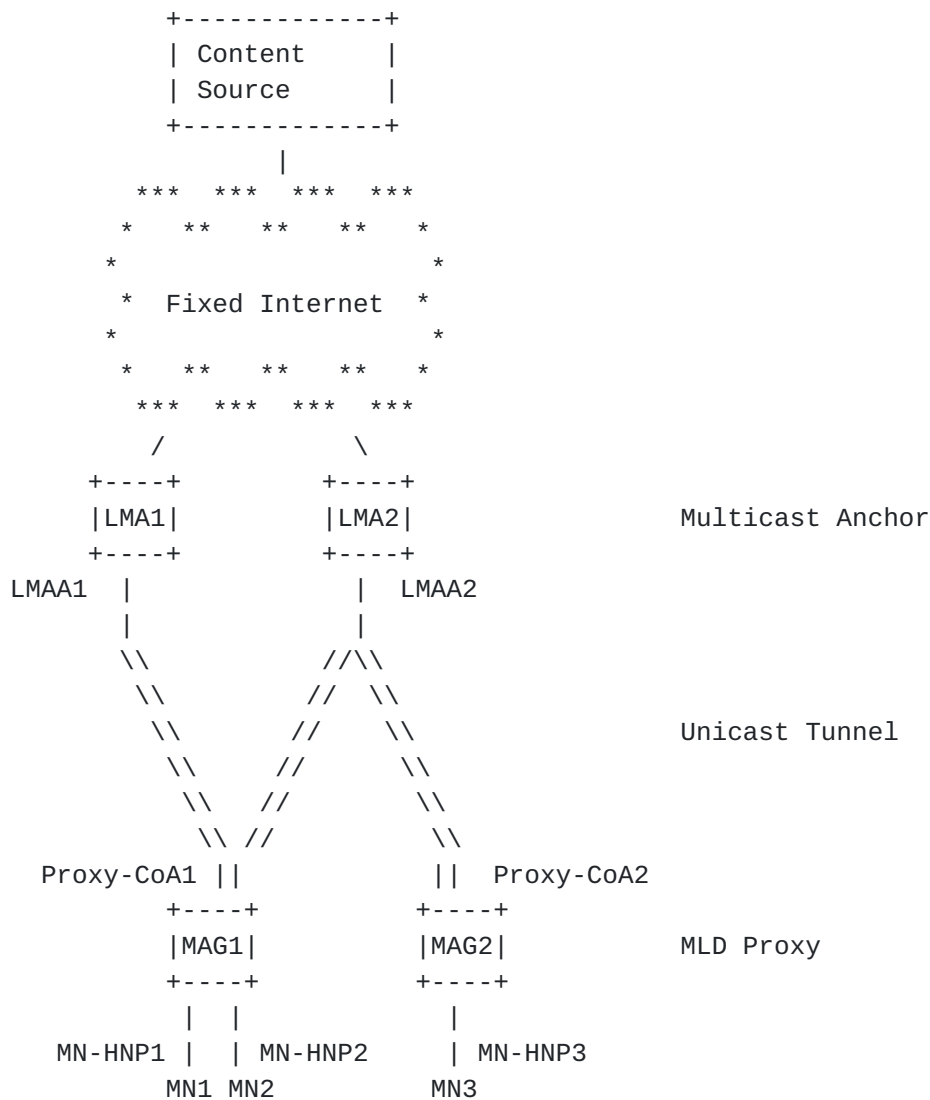 Content
Source
Fixed Internet
LMA1 LMA2 Multicast Anchor
LMAA1 LMAA2
Unicast Tunnel
Proxy-CoA1 Proxy-CoA2
MAG1 MAG2 MLD Proxy
MN-HNP1 MN-HNP2 MN-HNP3
MN1 MN2 MN3